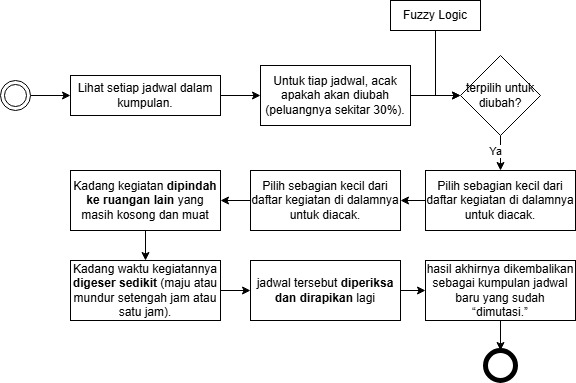 Fuzzy Logic
Lihat setiap jadwal dalam
kumpulan.
Untuk tiap jadwal, acak
apakah akan diubah
(peluangnya sekitar 30%).
terpilih untuk
diubah?
Ya
Pilih sebagian kecil dari
daftar kegiatan di dalamnya
untuk diacak.
Pilih sebagian kecil dari
daftar kegiatan di dalamnya
untuk diacak.
Kadang kegiatan dipindah
ke ruangan lain yang
masih kosong dan muat
Kadang waktu kegiatannya
digeser sedikit (maju atau
mundur setengah jam atau
satu jam).
jadwal tersebut diperiksa
dan dirapikan lagi
hasil akhirnya dikembalikan
sebagai kumpulan jadwal
baru yang sudah
“dimutasi.”